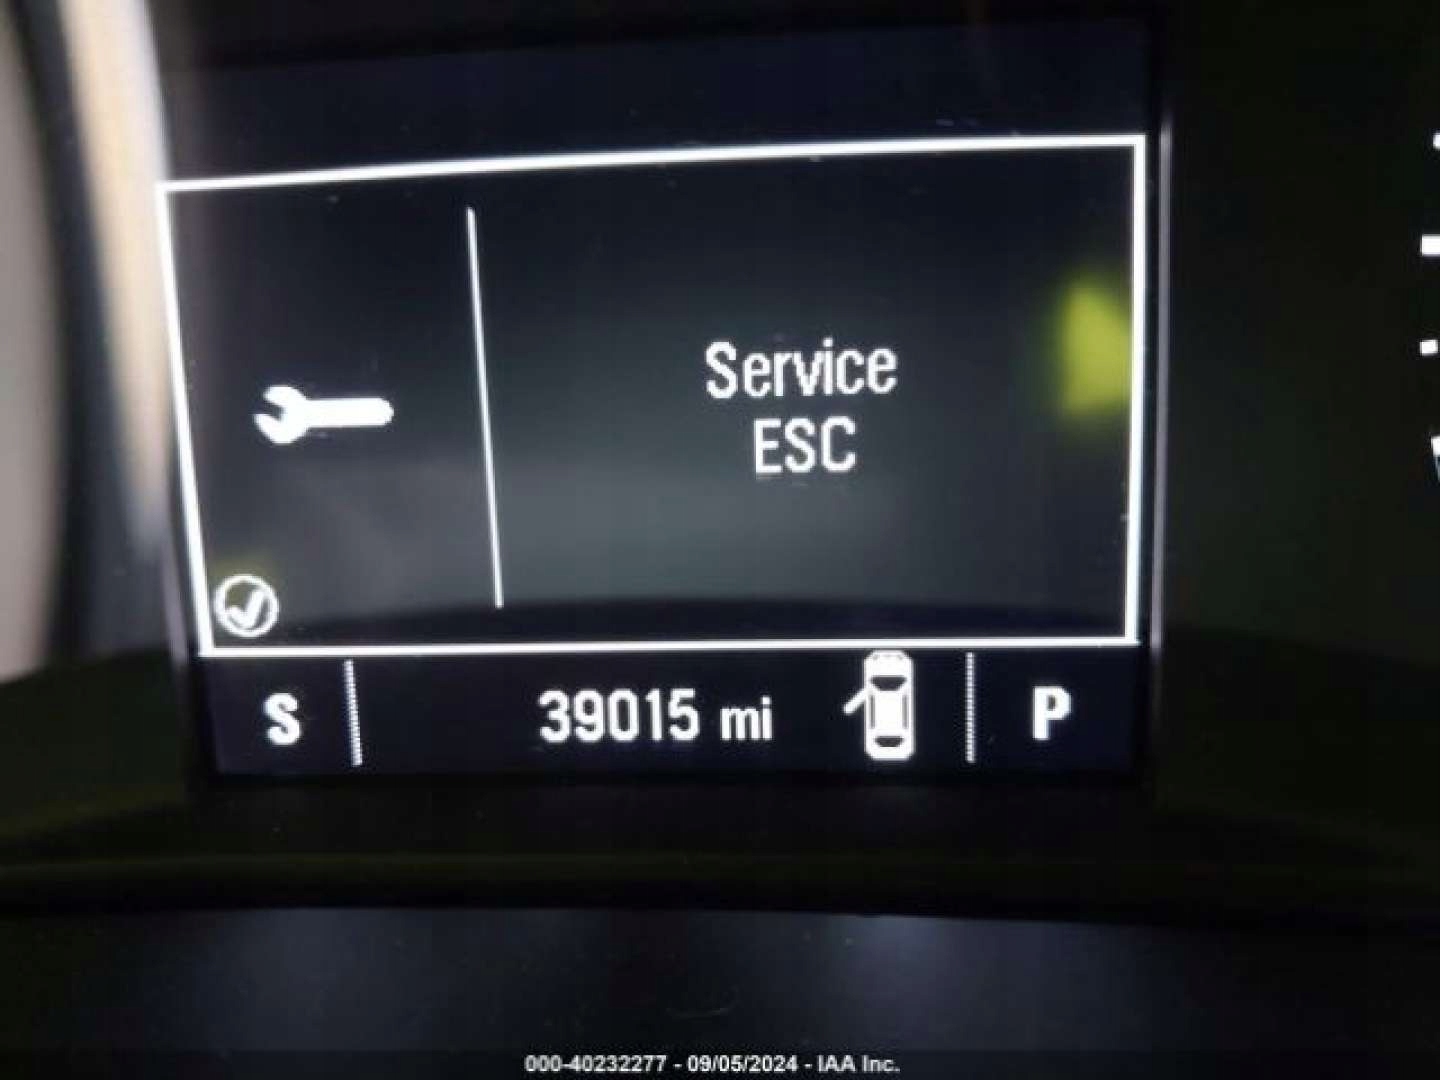 Service
ESC
S 39015 mi P
000-40232277 - 09/05/2024 - IAA Inc.